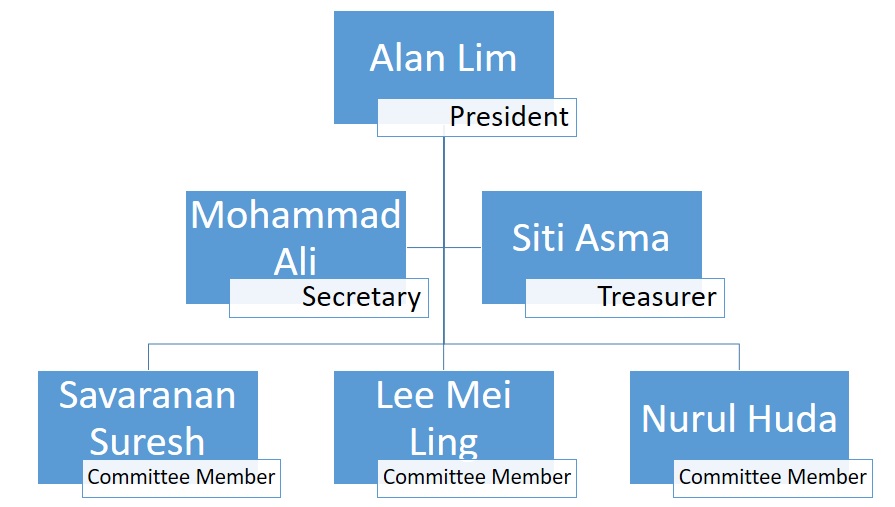 Alan Lim
President
Mohammad
Ali
Secretary
Siti Asma
Treasurer
Savaranan
Suresh
Committee Member
Lee Mei
Ling
Committee Member
Nurul Huda
Committee Member